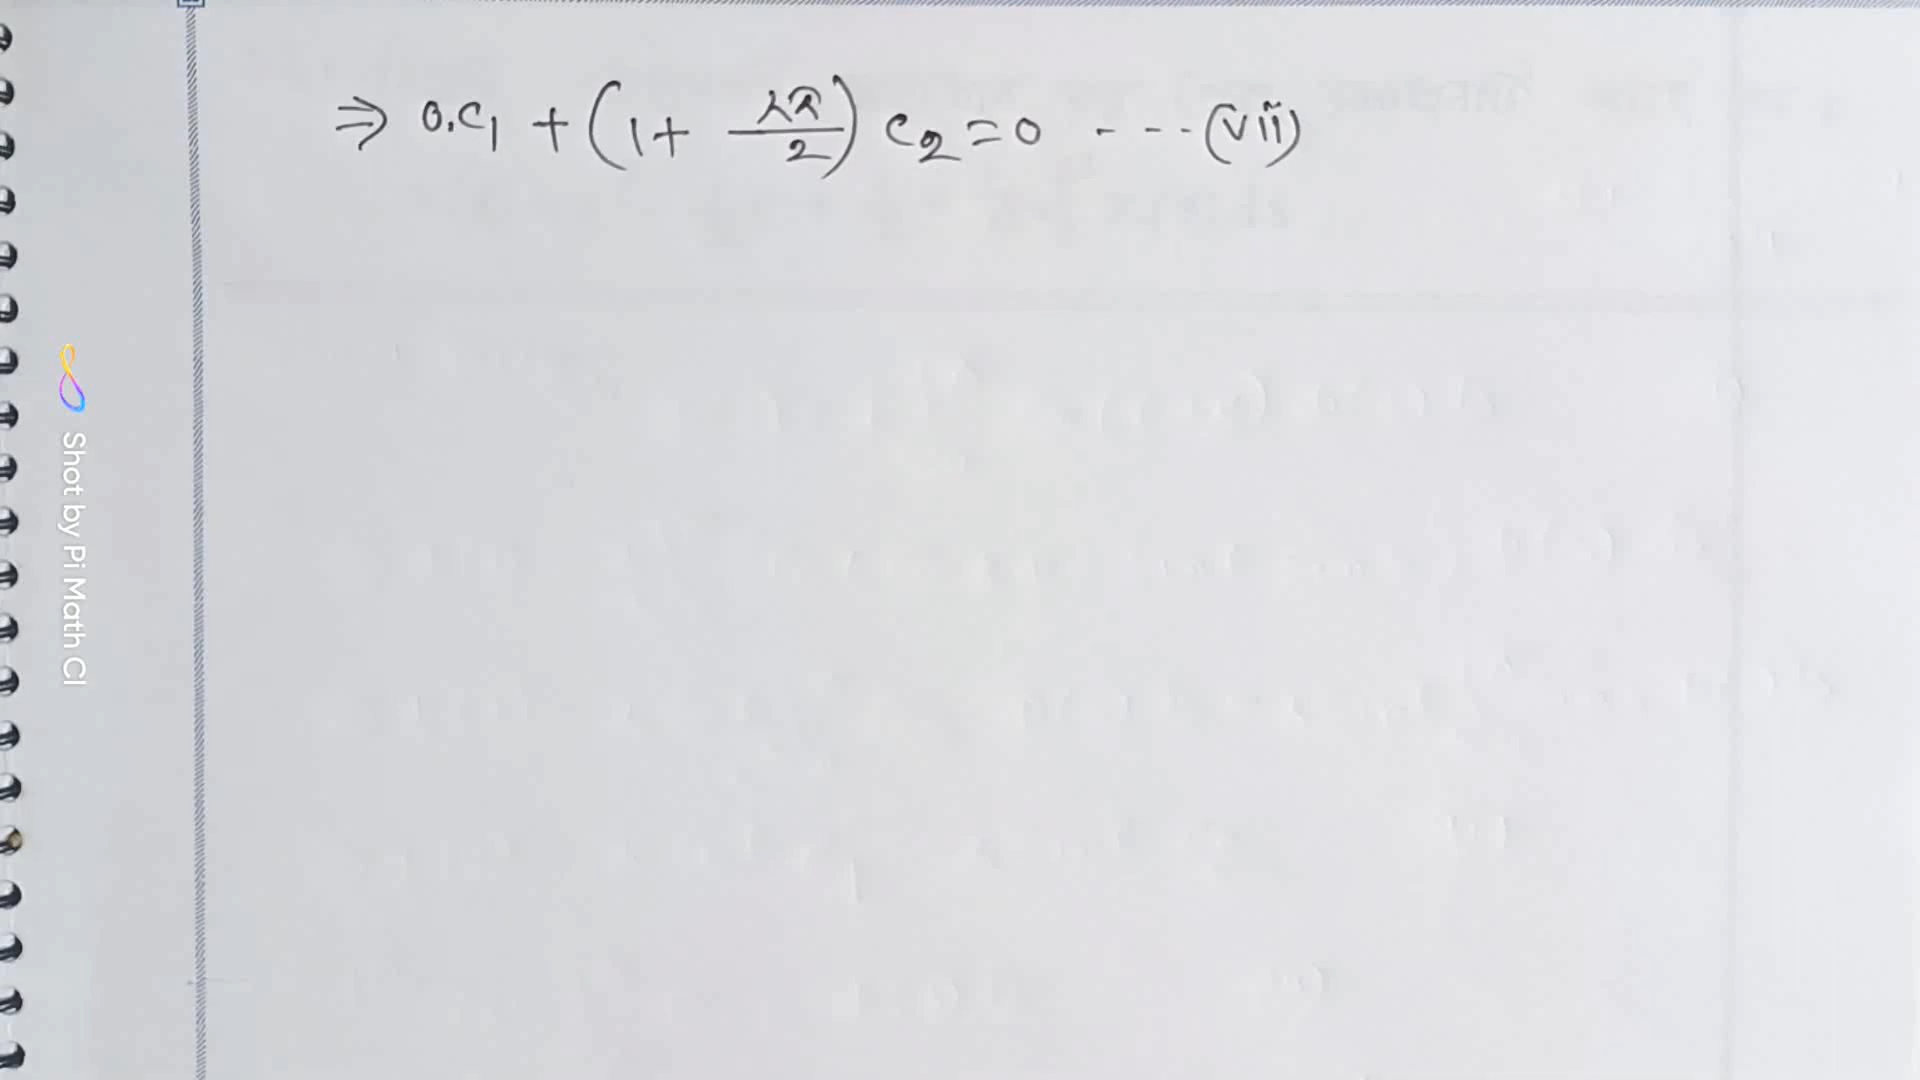 ⇒ 0.c₁ + (1 + λπ/2) c₂ = 0 - - - - (vii)
Shot by Pi Math Cl